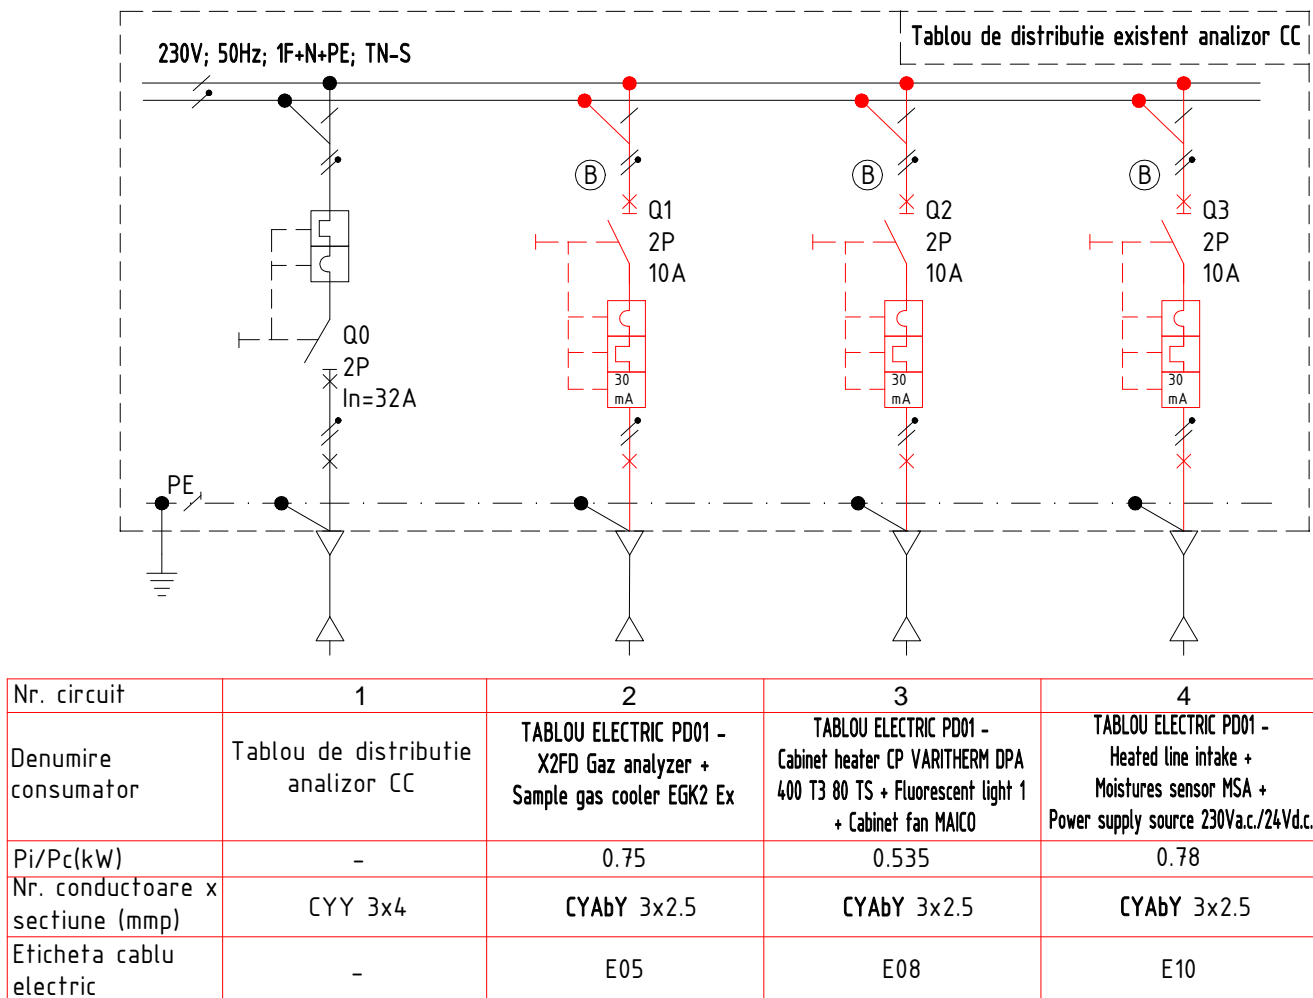 Tablou de distributie existent analizor CC
230V; 50Hz; 1F+N+PE; TN-S
B
Q1
2P
10A
30
mA
B
Q2
2P
10A
30
mA
B
Q3
2P
10A
30
mA
Q0
2P
In=32A
PE
Nr. circuit
1
2
3
4
Denumire
consumator
Tablou de distributie
analizor CC
TABLOU ELECTRIC PD01 -
X2FD Gaz analyzer +
Sample gas cooler EGK2 Ex
TABLOU ELECTRIC PD01 -
Cabinet heater CP VARITHERM DPA
400 T3 80 TS + Fluorescent light 1
+ Cabinet fan MAICO
TABLOU ELECTRIC PD01 -
Heated line intake +
Moistures sensor MSA +
Power supply source 230Va.c./24Vd.c.
Pi/Pc(kW)
-
0.75
0.535
0.78
Nr. conductoare x
sectiune (mmp)
CYY 3x4
CYAbY 3x2.5
CYAbY 3x2.5
CYAbY 3x2.5
Eticheta cablu
electric
-
E05
E08
E10